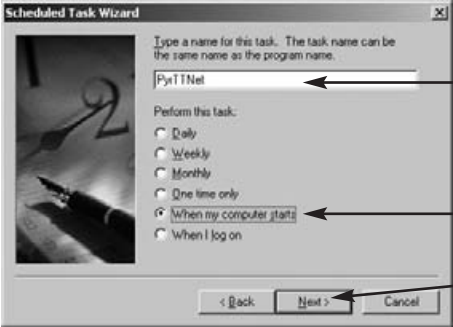 Scheduled Task Wizard
Type a name for this task. The task name can be
the same name as the program name.
PyrTTNet
Perform this task:
Daily
Weekly
Monthly
One time only
When my computer starts
When I log on
< Back
Next >
Cancel